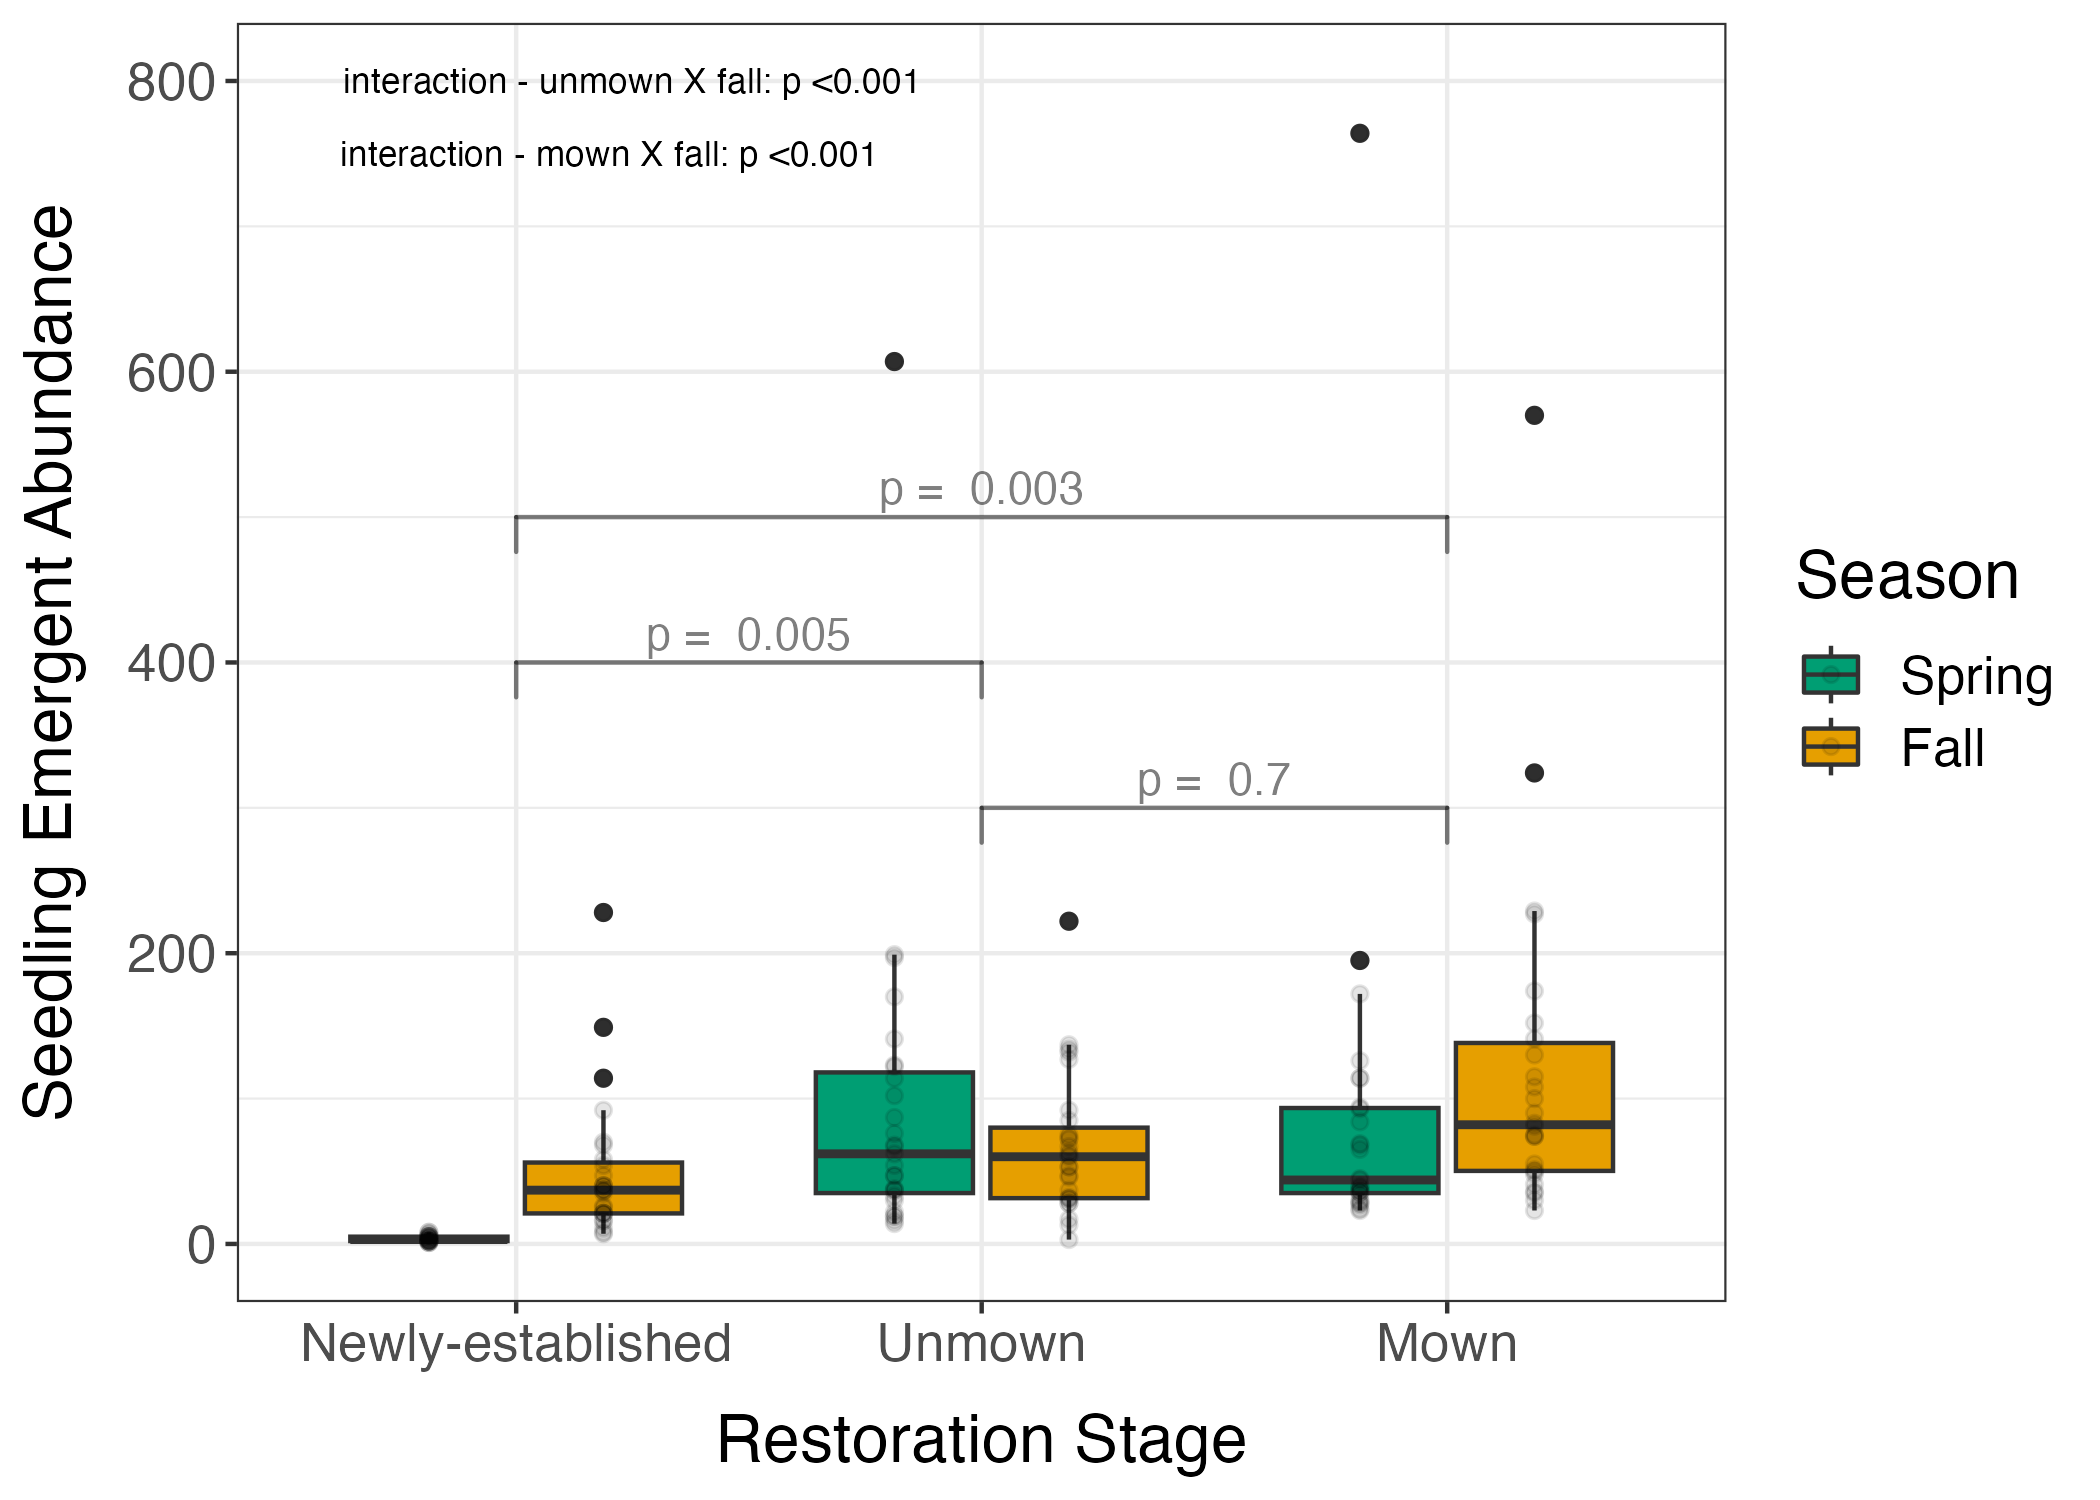 800
600
400
200
0
Seedling Emergent Abundance
interaction - unmown X fall: p <0.001
interaction - mown X fall: p <0.001
p =  0.003
p =  0.005
p =  0.7
Newly-established
Unmown
Mown
Restoration Stage
Season
Spring
Fall